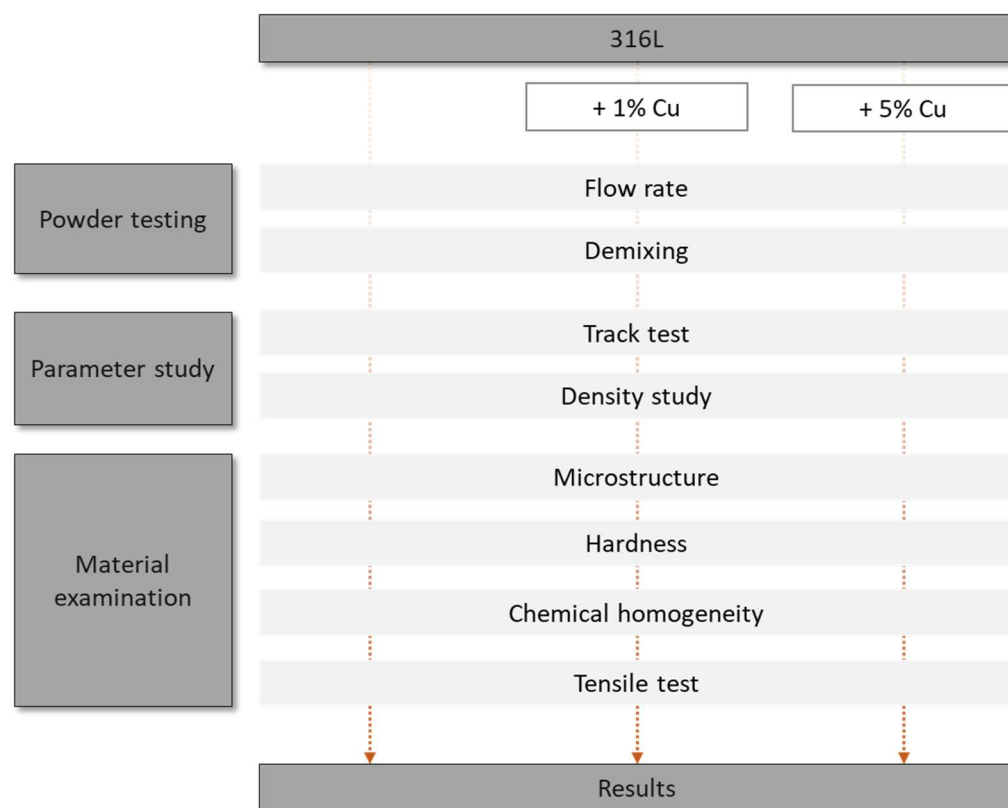 316L
+ 1% Cu
+ 5% Cu
Powder testing
Flow rate
Demixing
Parameter study
Track test
Density study
Material
examination
Microstructure
Hardness
Chemical homogeneity
Tensile test
Results